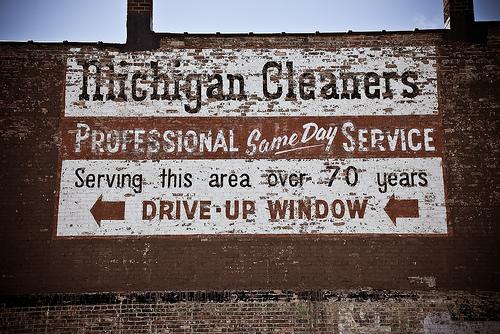 Michigan Cleaners
PROFESSIONAL Same Day SERVICE
Serving this area over 70 years
DRIVE-UP WINDOW